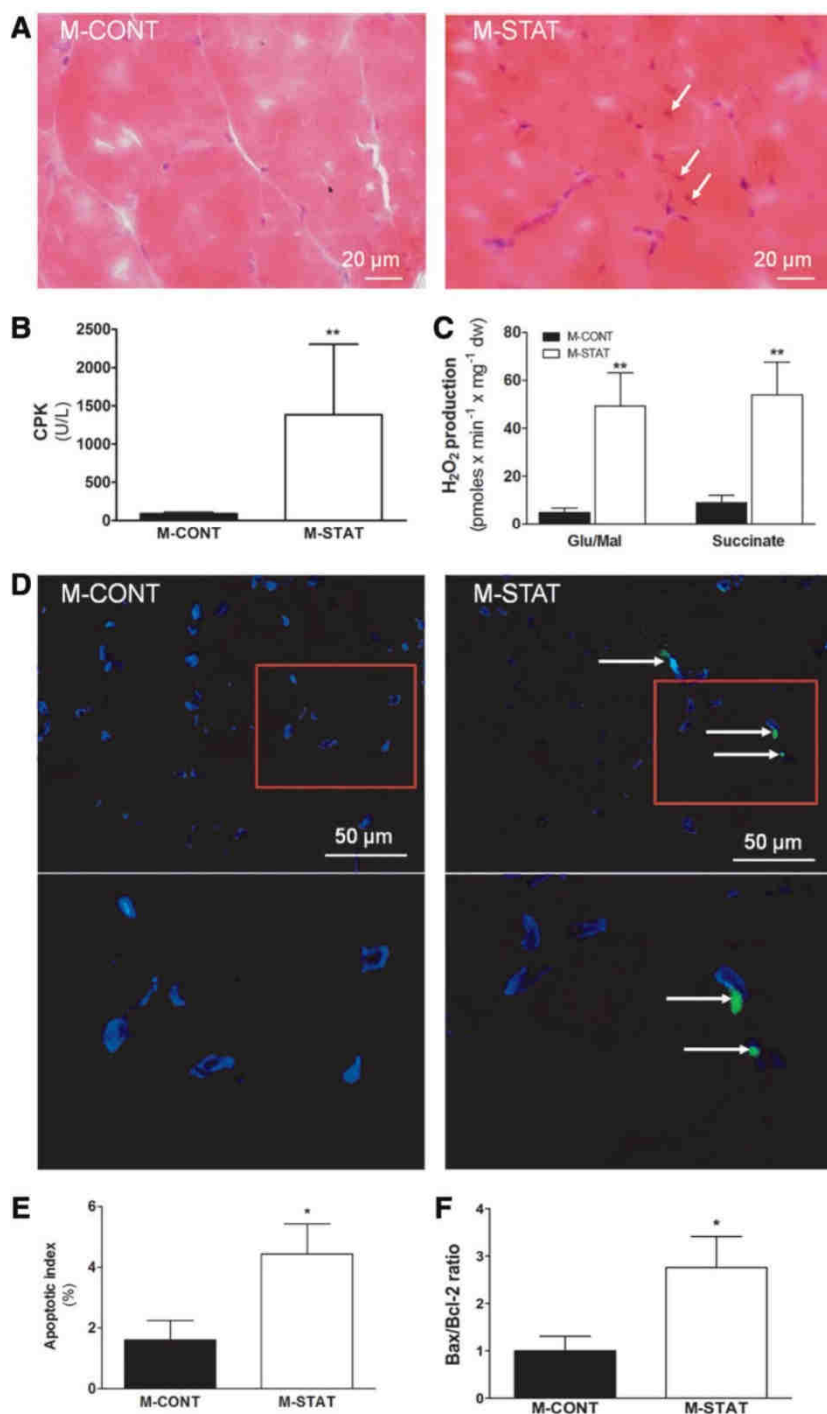 A
M-CONT
20 µm
M-STAT
20 µm
B
CPK
(U/L)
2500
2000
1500
1000
500
0
**
M-CONT
M-STAT
C
H₂O₂ production
(pmoles x min⁻¹ x mg⁻¹ dw)
80
60
40
20
0
M-CONT
M-STAT
**
**
Glu/Mal
Succinate
D
M-CONT
50 µm
M-STAT
50 µm
E
Apoptotic index
(%)
6
4
2
0
*
M-CONT
M-STAT
F
Bax/Bcl-2 ratio
4
3
2
1
0
*
M-CONT
M-STAT